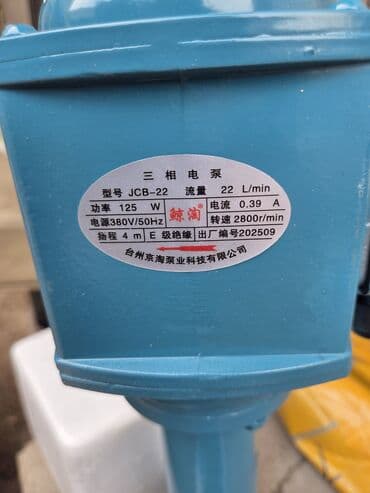 三相电泵
型号 JCB-22 流量 22 L/min
功率 125 W 鲸淘® 电流 0.39 A
电源380V/50Hz 转速 2800r/min
扬程 4 m E 级绝缘 出厂编号202509
台州京淘泵业科技有限公司